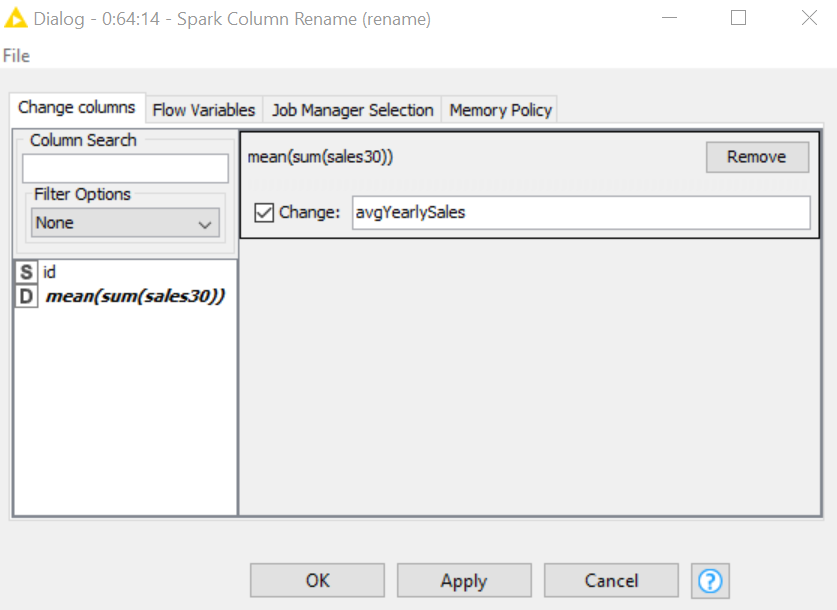 Dialog - 0:64:14 - Spark Column Rename (rename)
File
Change columns
Flow Variables
Job Manager Selection
Memory Policy
Column Search
Filter Options
None
S id
D mean(sum(sales30))
mean(sum(sales30))
Remove
Change: avgYearlySales
OK
Apply
Cancel
?